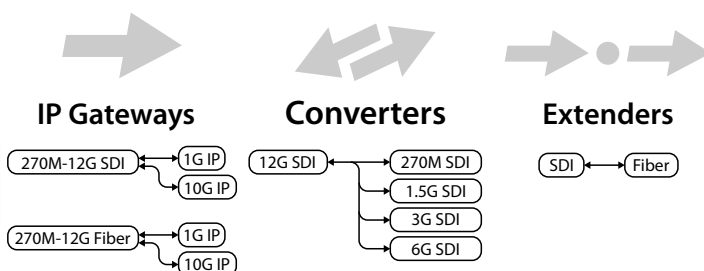 IP Gateways
270M-12G SDI
1G IP
10G IP
270M-12G Fiber
1G IP
10G IP
Converters
12G SDI
270M SDI
1.5G SDI
3G SDI
6G SDI
Extenders
SDI
Fiber